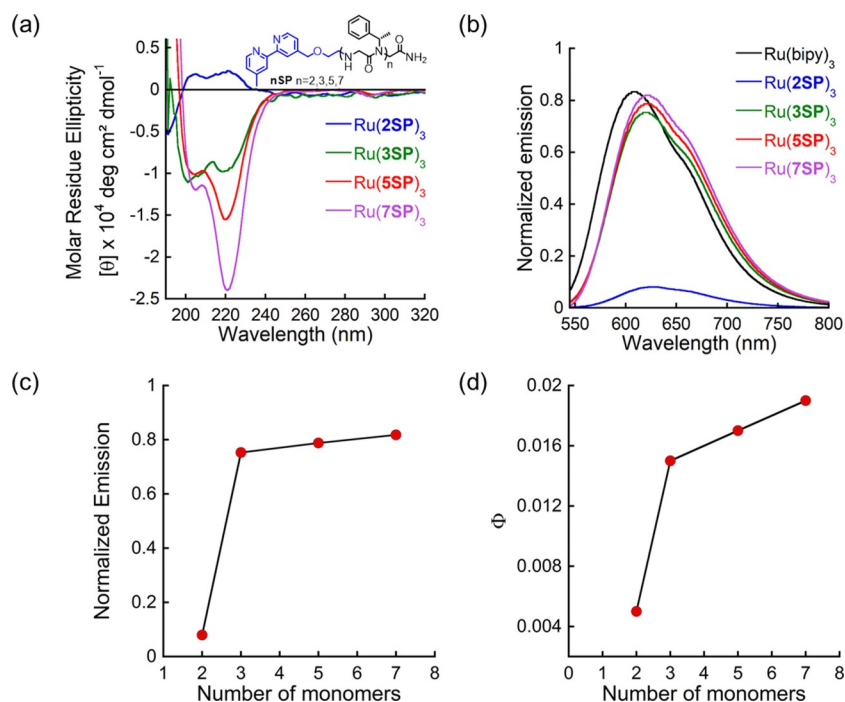 (a)
0.5
0
-0.5
-1
-1.5
-2
-2.5
200 220 240 260 280 300 320
Wavelength (nm)
Molar Residue Ellipticity
[θ] x 10⁴ deg cm² dmol⁻¹
N
N
O
N
H
O
N
n
O
NH₂
nSP n=2,3,5,7
Ru(2SP)₃
Ru(3SP)₃
Ru(5SP)₃
Ru(7SP)₃
(b)
1
0.8
0.6
0.4
0.2
0
550 600 650 700 750 800
Wavelength (nm)
Normalized emission
Ru(bipy)₃
Ru(2SP)₃
Ru(3SP)₃
Ru(5SP)₃
Ru(7SP)₃
(c)
1
0.8
0.6
0.4
0.2
0
1 2 3 4 5 6 7 8
Number of monomers
Normalized Emission
(d)
0.02
0.016
0.012
0.008
0.004
0 1 2 3 4 5 6 7 8
Number of monomers
Φ